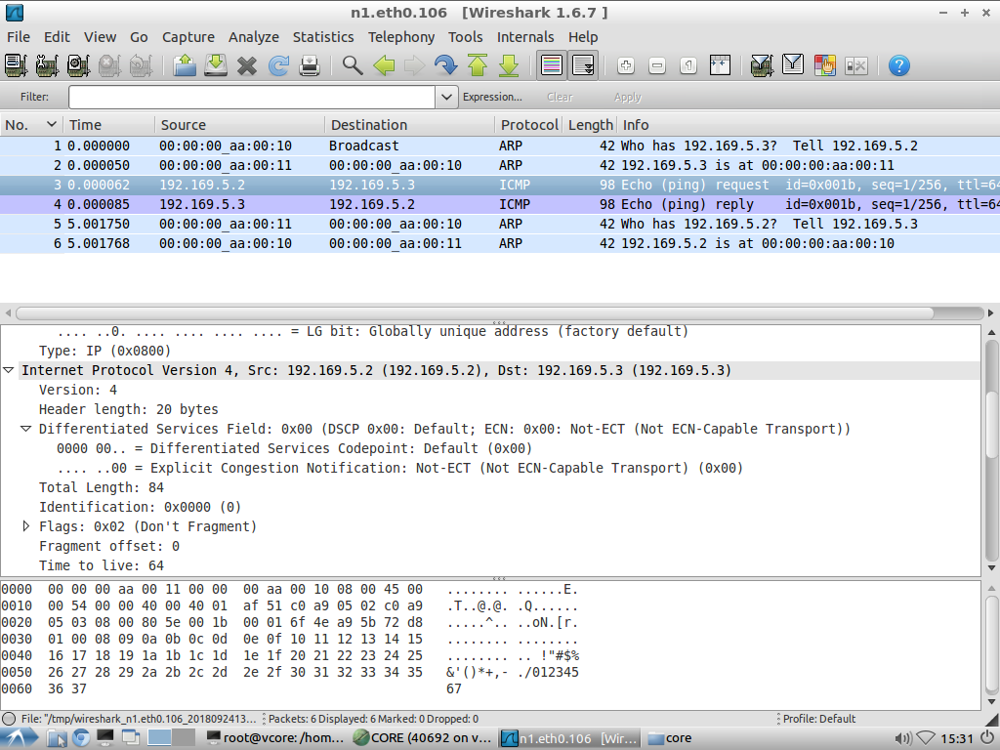 n1.eth0.106   [Wireshark 1.6.7 ]
File Edit View Go Capture Analyze Statistics Telephony Tools Internals Help
Filter: Expression... Clear Apply
No. Time Source Destination Protocol Length Info
1 0.000000 00:00:00_aa:00:10 Broadcast ARP 42 Who has 192.169.5.3?  Tell 192.169.5.2
2 0.000050 00:00:00_aa:00:11 00:00:00_aa:00:10 ARP 42 192.169.5.3 is at 00:00:00:aa:00:11
3 0.000062 192.169.5.2 192.169.5.3 ICMP 98 Echo (ping) request  id=0x001b, seq=1/256, ttl=64
4 0.000085 192.169.5.3 192.169.5.2 ICMP 98 Echo (ping) reply    id=0x001b, seq=1/256, ttl=64
5 5.001750 00:00:00_aa:00:11 00:00:00_aa:00:10 ARP 42 Who has 192.169.5.2?  Tell 192.169.5.3
6 5.001768 00:00:00_aa:00:10 00:00:00_aa:00:11 ARP 42 192.169.5.2 is at 00:00:00:aa:00:10
.... ..0. .... .... .... .... = LG bit: Globally unique address (factory default)
Type: IP (0x0800)
Internet Protocol Version 4, Src: 192.169.5.2 (192.169.5.2), Dst: 192.169.5.3 (192.169.5.3)
Version: 4
Header length: 20 bytes
Differentiated Services Field: 0x00 (DSCP 0x00: Default; ECN: 0x00: Not-ECT (Not ECN-Capable Transport))
0000 00.. = Differentiated Services Codepoint: Default (0x00)
.... ..00 = Explicit Congestion Notification: Not-ECT (Not ECN-Capable Transport) (0x00)
Total Length: 84
Identification: 0x0000 (0)
Flags: 0x02 (Don't Fragment)
Fragment offset: 0
Time to live: 64
0000  00 00 00 aa 00 11 00 00  00 aa 00 10 08 00 45 00   ........ ......E.
0010  00 54 00 00 40 00 40 01  af 51 c0 a9 05 02 c0 a9   .T..@.@. .Q......
0020  05 03 08 00 80 5e 00 1b  00 01 6f 4e a9 5b 72 d8   .....^.. ..oN.[r.
0030  01 00 08 09 0a 0b 0c 0d  0e 0f 10 11 12 13 14 15   ........ ........
0040  16 17 18 19 1a 1b 1c 1d  1e 1f 20 21 22 23 24 25   ........ .. !"#$%
0050  26 27 28 29 2a 2b 2c 2d  2e 2f 30 31 32 33 34 35   &'()*+,- ./012345
0060  36 37   67
File: "/tmp/wireshark_n1.eth0.106_2018092413... Packets: 6 Displayed: 6 Marked: 0 Dropped: 0 Profile: Default
root@vcore: /hom... CORE (40692 on v... n1.eth0.106   [Wir... core 15:31